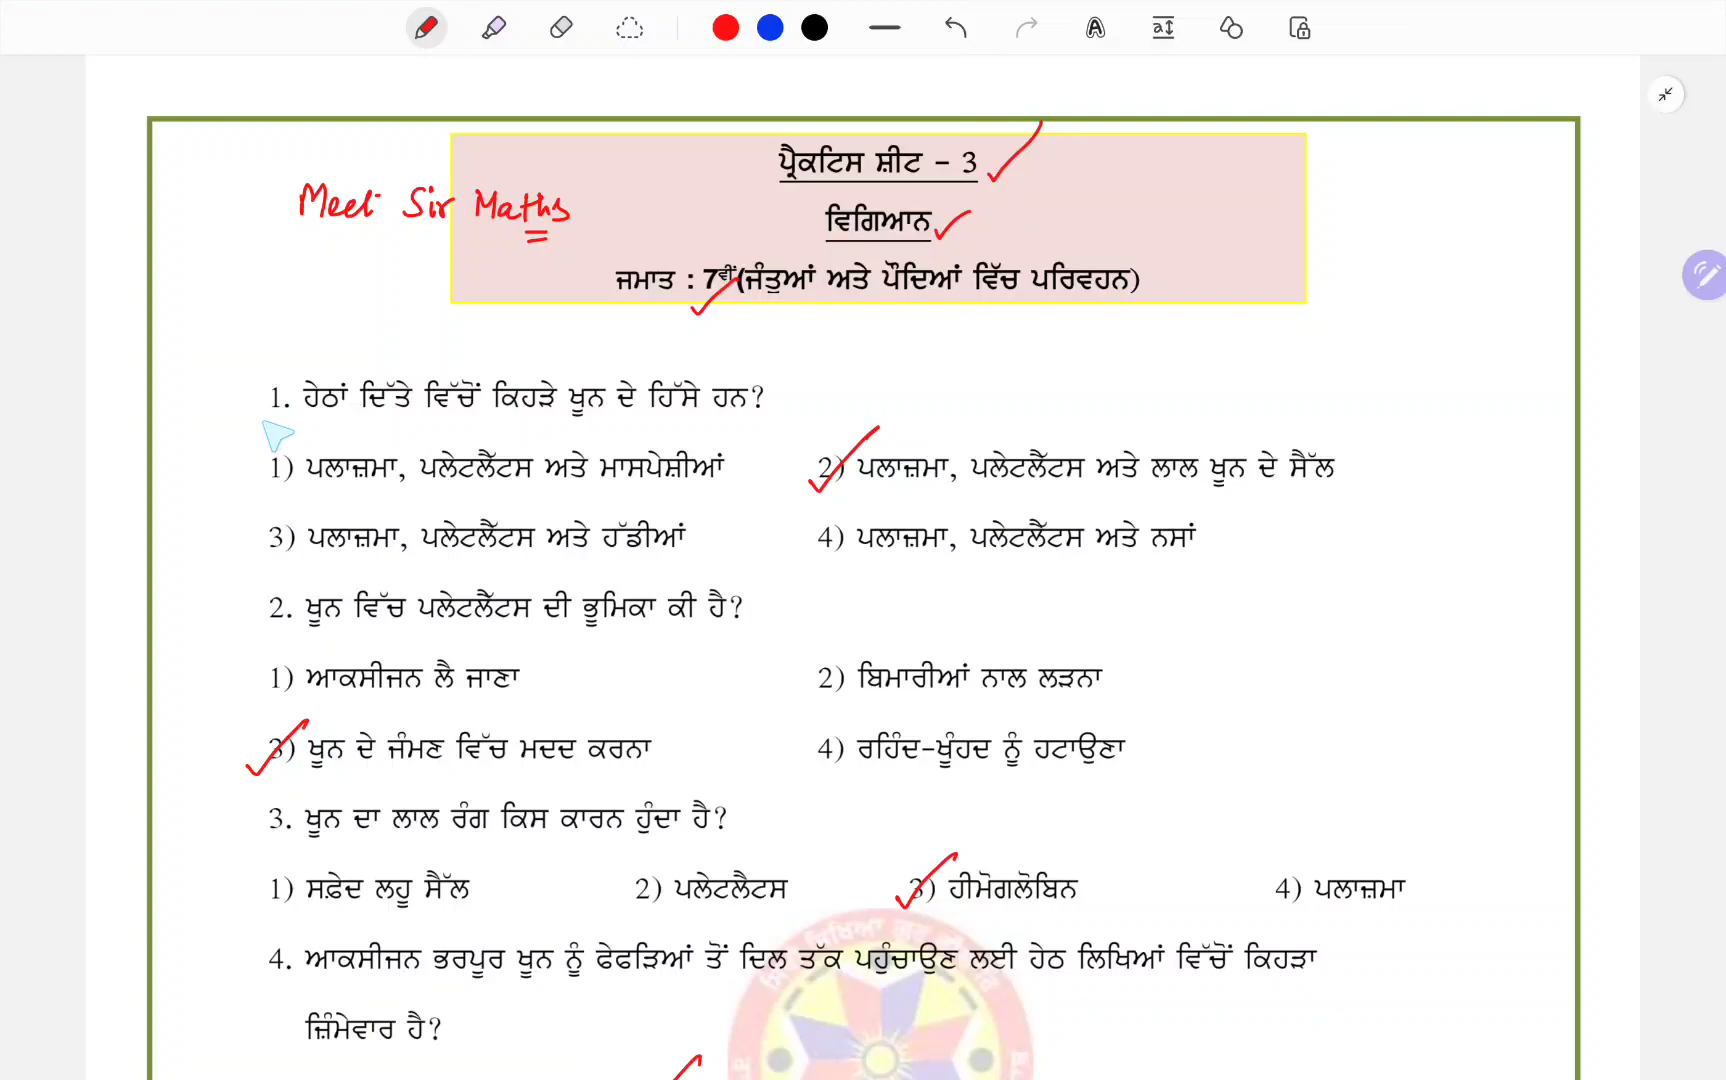 ਪ੍ਰੈਕਟਿਸ ਸ਼ੀਟ - 3
Meet Sir Maths
ਵਿਗਿਆਨ
ਜਮਾਤ : 7ਵੀਂ (ਜੰਤੂਆਂ ਅਤੇ ਪੌਦਿਆਂ ਵਿੱਚ ਪਰਿਵਹਨ)
1. ਹੇਠਾਂ ਦਿੱਤੇ ਵਿੱਚੋਂ ਕਿਹੜੇ ਖੂਨ ਦੇ ਹਿੱਸੇ ਹਨ?
1) ਪਲਾਜ਼ਮਾ, ਪਲੇਟਲੈੱਟਸ ਅਤੇ ਮਾਸਪੇਸ਼ੀਆਂ 2) ਪਲਾਜ਼ਮਾ, ਪਲੇਟਲੈੱਟਸ ਅਤੇ ਲਾਲ ਖੂਨ ਦੇ ਸੈੱਲ
3) ਪਲਾਜ਼ਮਾ, ਪਲੇਟਲੈੱਟਸ ਅਤੇ ਹੱਡੀਆਂ 4) ਪਲਾਜ਼ਮਾ, ਪਲੇਟਲੈੱਟਸ ਅਤੇ ਨਸਾਂ
2. ਖੂਨ ਵਿੱਚ ਪਲੇਟਲੈੱਟਸ ਦੀ ਭੂਮਿਕਾ ਕੀ ਹੈ?
1) ਆਕਸੀਜਨ ਲੈ ਜਾਣਾ 2) ਬਿਮਾਰੀਆਂ ਨਾਲ ਲੜਨਾ
3) ਖੂਨ ਦੇ ਜੰਮਣ ਵਿੱਚ ਮਦਦ ਕਰਨਾ 4) ਰਹਿੰਦ-ਖੂੰਹਦ ਨੂੰ ਹਟਾਉਣਾ
3. ਖੂਨ ਦਾ ਲਾਲ ਰੰਗ ਕਿਸ ਕਾਰਨ ਹੁੰਦਾ ਹੈ?
1) ਸਫ਼ੇਦ ਲਹੂ ਸੈੱਲ 2) ਪਲੇਟਲੈਟਸ 3) ਹੀਮੋਗਲੋਬਿਨ 4) ਪਲਾਜ਼ਮਾ
4. ਆਕਸੀਜਨ ਭਰਪੂਰ ਖੂਨ ਨੂੰ ਫੇਫੜਿਆਂ ਤੋਂ ਦਿਲ ਤੱਕ ਪਹੁੰਚਾਉਣ ਲਈ ਹੇਠ ਲਿਖਿਆਂ ਵਿੱਚੋਂ ਕਿਹੜਾ
ਜ਼ਿੰਮੇਵਾਰ ਹੈ?